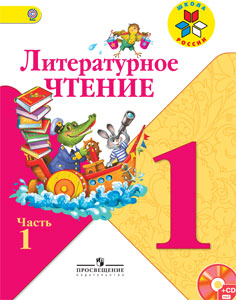 ШКОЛА
РОССИИ
Литературное
ЧТЕНИЕ
1
Часть
1
ПРОСВЕЩЕНИЕ
ИЗДАТЕЛЬСТВО
+CD